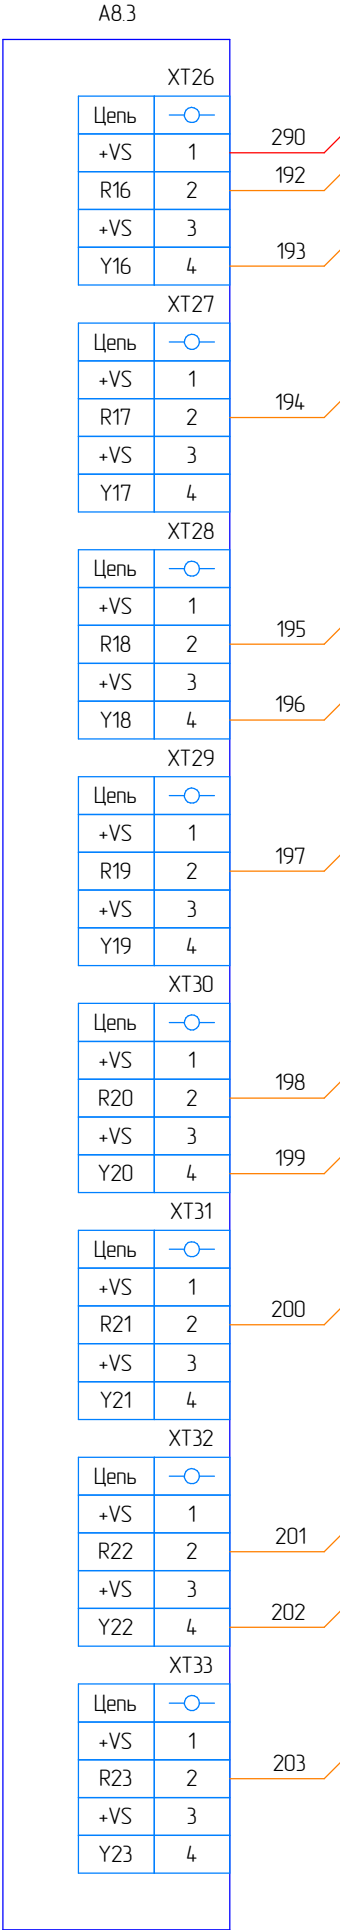 A8.3
XT26
Цепь
+VS 1 290
R16 2 192
+VS 3
Y16 4 193
XT27
Цепь
+VS 1
R17 2 194
+VS 3
Y17 4
XT28
Цепь
+VS 1
R18 2 195
+VS 3
Y18 4 196
XT29
Цепь
+VS 1
R19 2 197
+VS 3
Y19 4
XT30
Цепь
+VS 1
R20 2 198
+VS 3
Y20 4 199
XT31
Цепь
+VS 1
R21 2 200
+VS 3
Y21 4
XT32
Цепь
+VS 1
R22 2 201
+VS 3
Y22 4 202
XT33
Цепь
+VS 1
R23 2 203
+VS 3
Y23 4